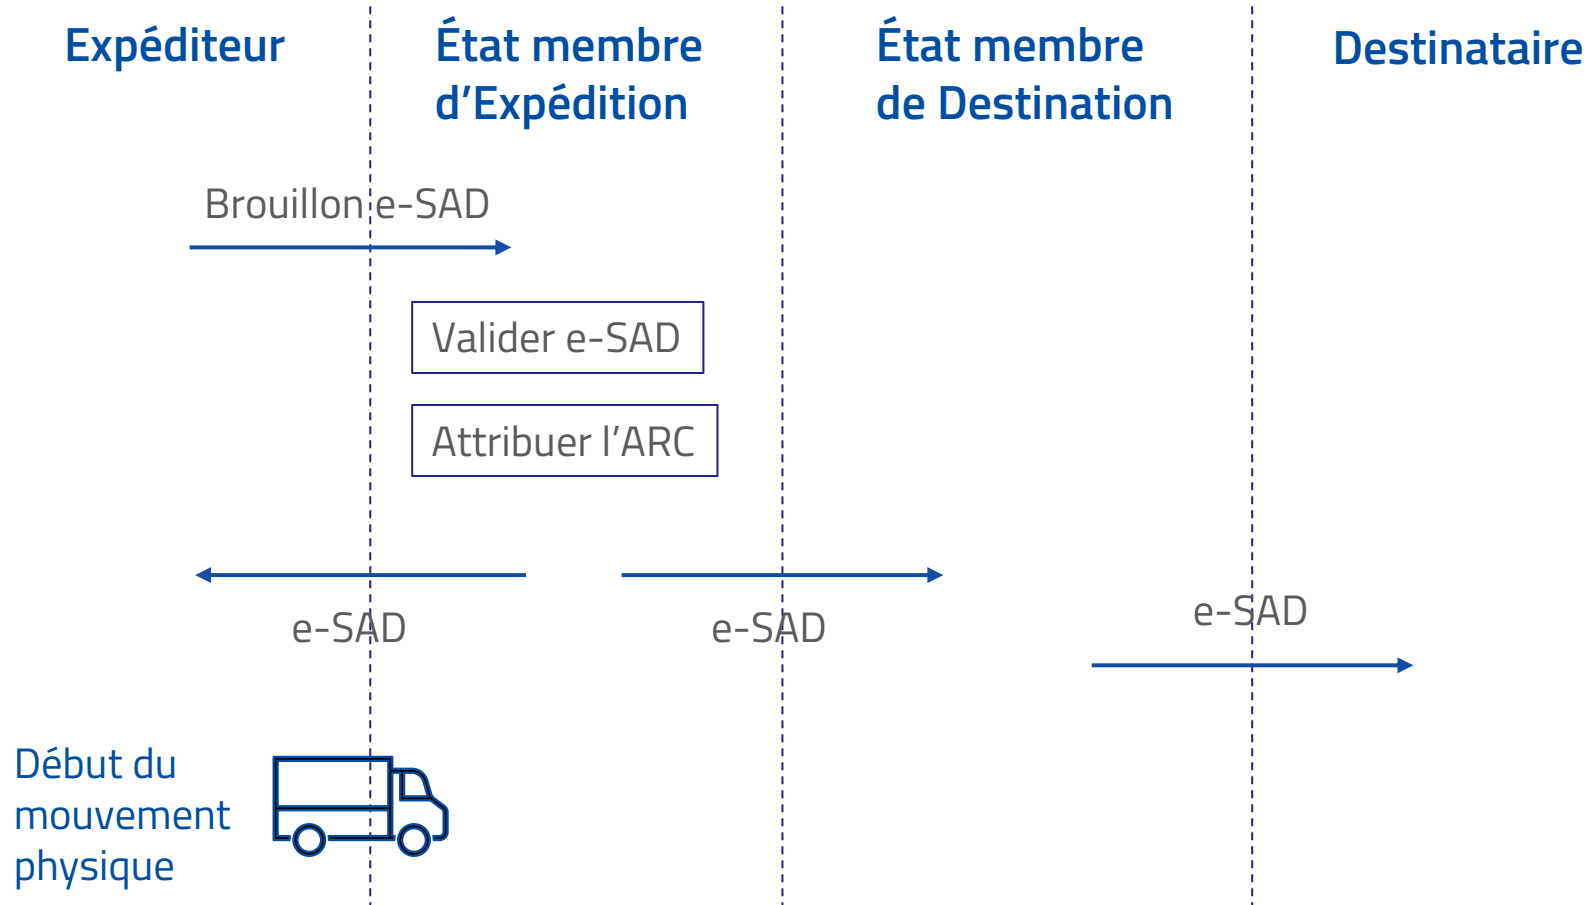 Expéditeur
État membre
d’Expédition
État membre
de Destination
Destinataire
Brouillon e-SAD
Valider e-SAD
Attribuer l’ARC
e-SAD
e-SAD
e-SAD
Début du
mouvement
physique